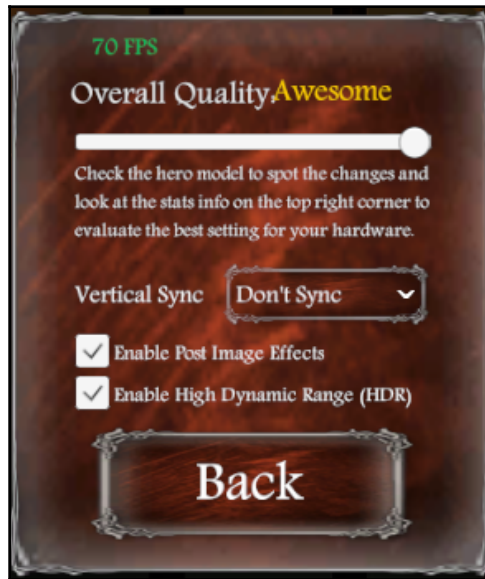 70 FPS
Overall Quality: Awesome
Check the hero model to spot the changes and
look at the stats info on the top right corner to
evaluate the best setting for your hardware.
Vertical Sync Don't Sync
Enable Post Image Effects
Enable High Dynamic Range (HDR)
Back